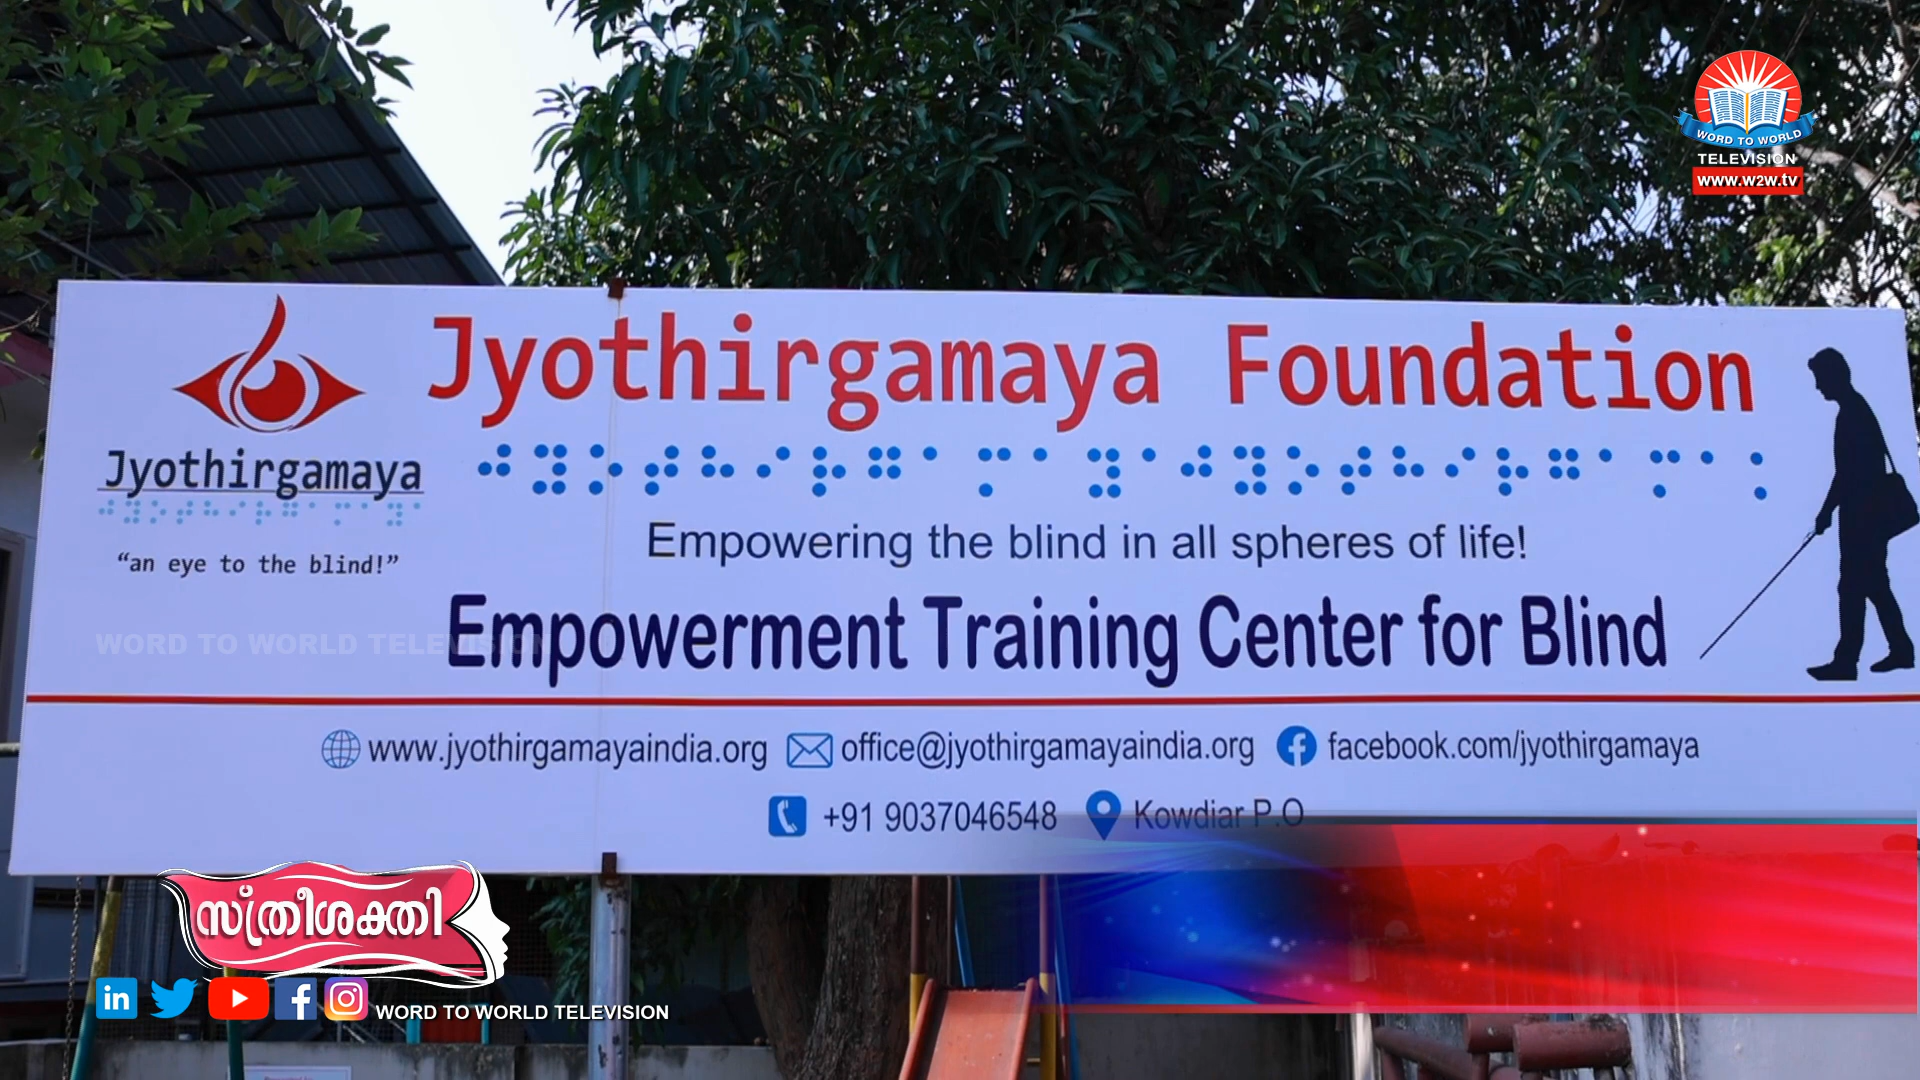 WORD TO WORLD
TELEVISION
www.w2w.tv
Jyothirgamaya Foundation
Jyothirgamaya
"an eye to the blind!"
Empowering the blind in all spheres of life!
Empowerment Training Center for Blind
WORD TO WORLD TELEVISION
www.jyothirgamayaindia.org office@jyothirgamayaindia.org facebook.com/jyothirgamaya
+91 9037046548 Kowdiar P.O
സ്ത്രീശക്തി
WORD TO WORLD TELEVISION